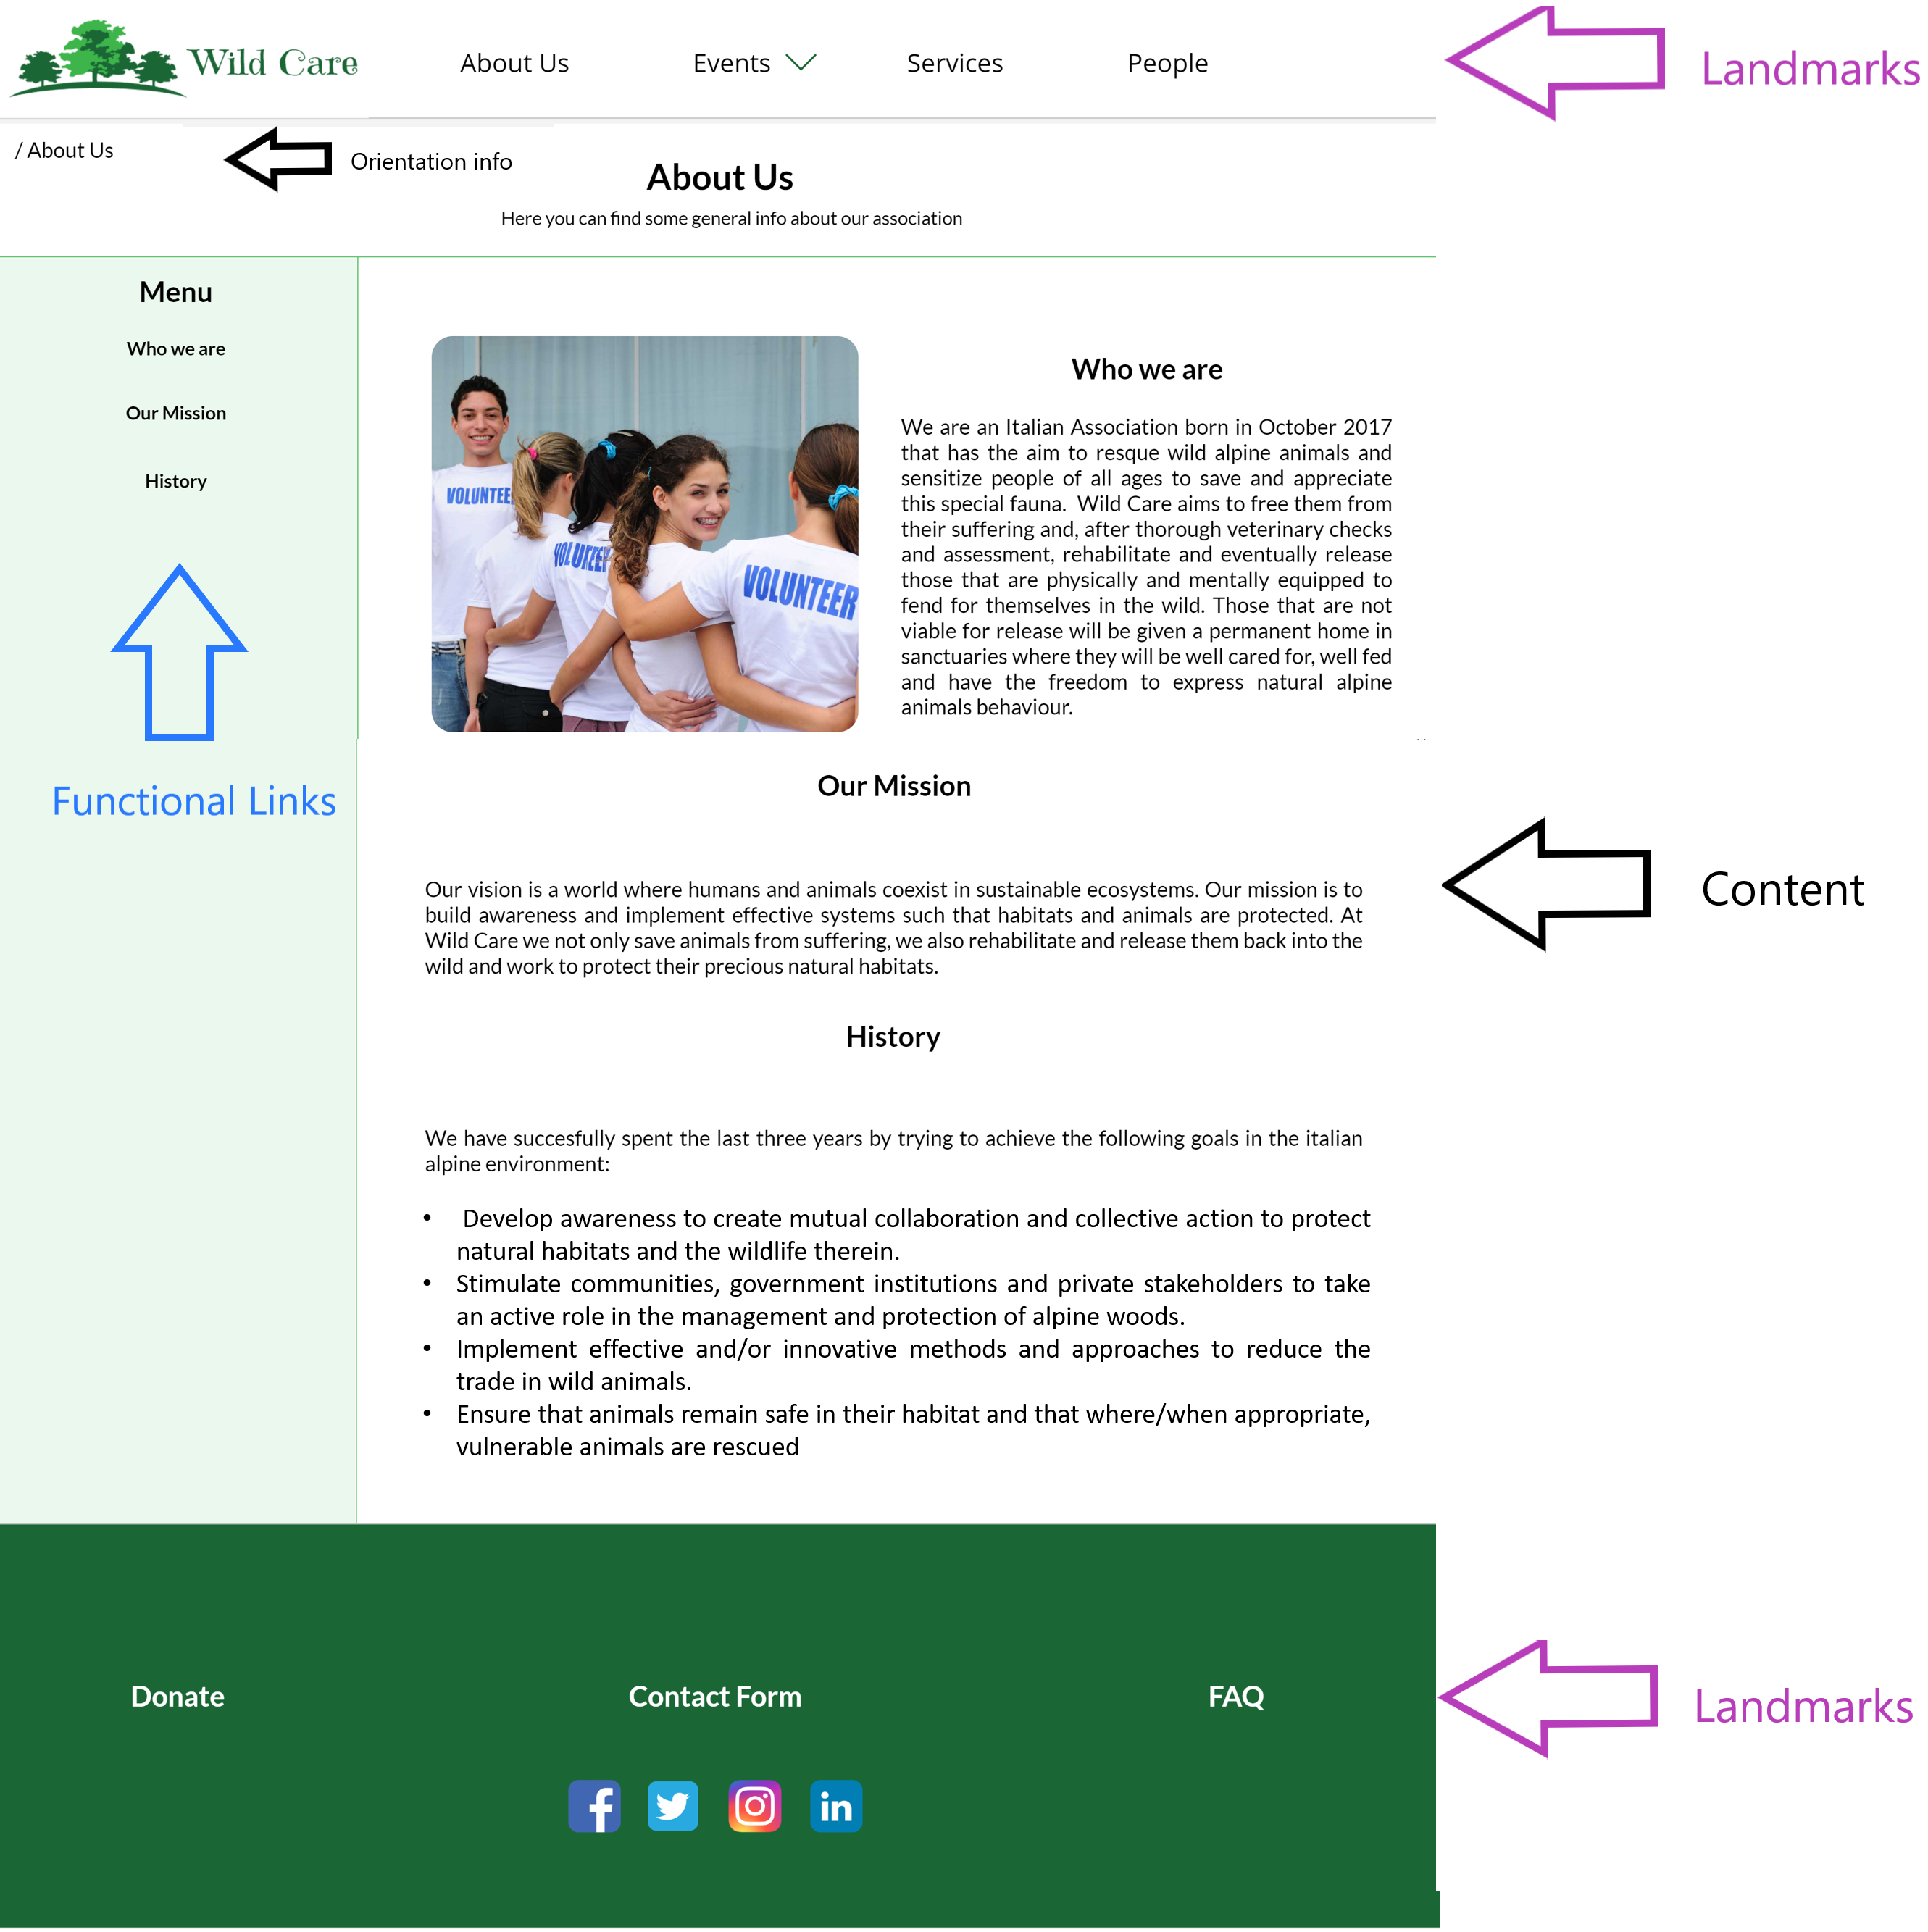 Wild Care
About Us
Events
Services
People
Landmarks
/ About Us
Orientation info
About Us
Here you can find some general info about our association
Menu
Who we are
Our Mission
History
Functional Links
VOLUNTEE
VOLUTEER
VOLUNTEER
Who we are
We are an Italian Association born in October 2017
that has the aim to resque wild alpine animals and
sensitize people of all ages to save and appreciate
this special fauna. Wild Care aims to free them from
their suffering and, after thorough veterinary checks
and assessment, rehabilitate and eventually release
those that are physically and mentally equipped to
fend for themselves in the wild. Those that are not
viable for release will be given a permanent home in
sanctuaries where they will be well cared for, well fed
and have the freedom to express natural alpine
animals behaviour.
Our Mission
Our vision is a world where humans and animals coexist in sustainable ecosystems. Our mission is to
build awareness and implement effective systems such that habitats and animals are protected. At
Wild Care we not only save animals from suffering, we also rehabilitate and release them back into the
wild and work to protect their precious natural habitats.
Content
History
We have succesfully spent the last three years by trying to achieve the following goals in the italian
alpine environment:
• Develop awareness to create mutual collaboration and collective action to protect
natural habitats and the wildlife therein.
• Stimulate communities, government institutions and private stakeholders to take
an active role in the management and protection of alpine woods.
• Implement effective and/or innovative methods and approaches to reduce the
trade in wild animals.
• Ensure that animals remain safe in their habitat and that where/when appropriate,
vulnerable animals are rescued
Donate
Contact Form
FAQ
Landmarks
f
in